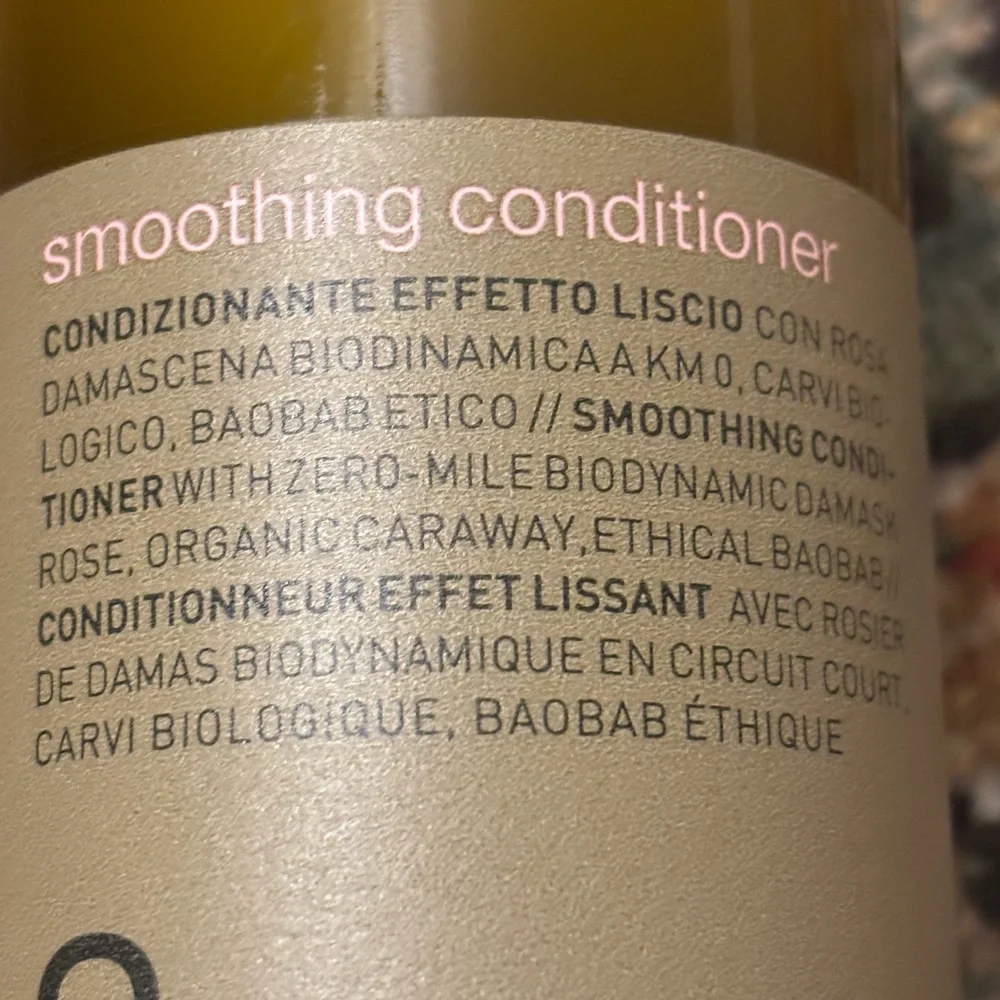 smoothing conditioner
CONDIZIONANTE EFFETTO LISCIO CON ROSA
DAMASCENA BIODINAMICA A KM 0, CARVI BIO-
LOGICO, BAOBAB ETICO // SMOOTHING CONDI-
TIONER WITH ZERO-MILE BIODYNAMIC DAMASK
ROSE, ORGANIC CARAWAY, ETHICAL BAOBAB //
CONDITIONNEUR EFFET LISSANT AVEC ROSIER
DE DAMAS BIODYNAMIQUE EN CIRCUIT COURT,
CARVI BIOLOGIQUE, BAOBAB ÉTHIQUE